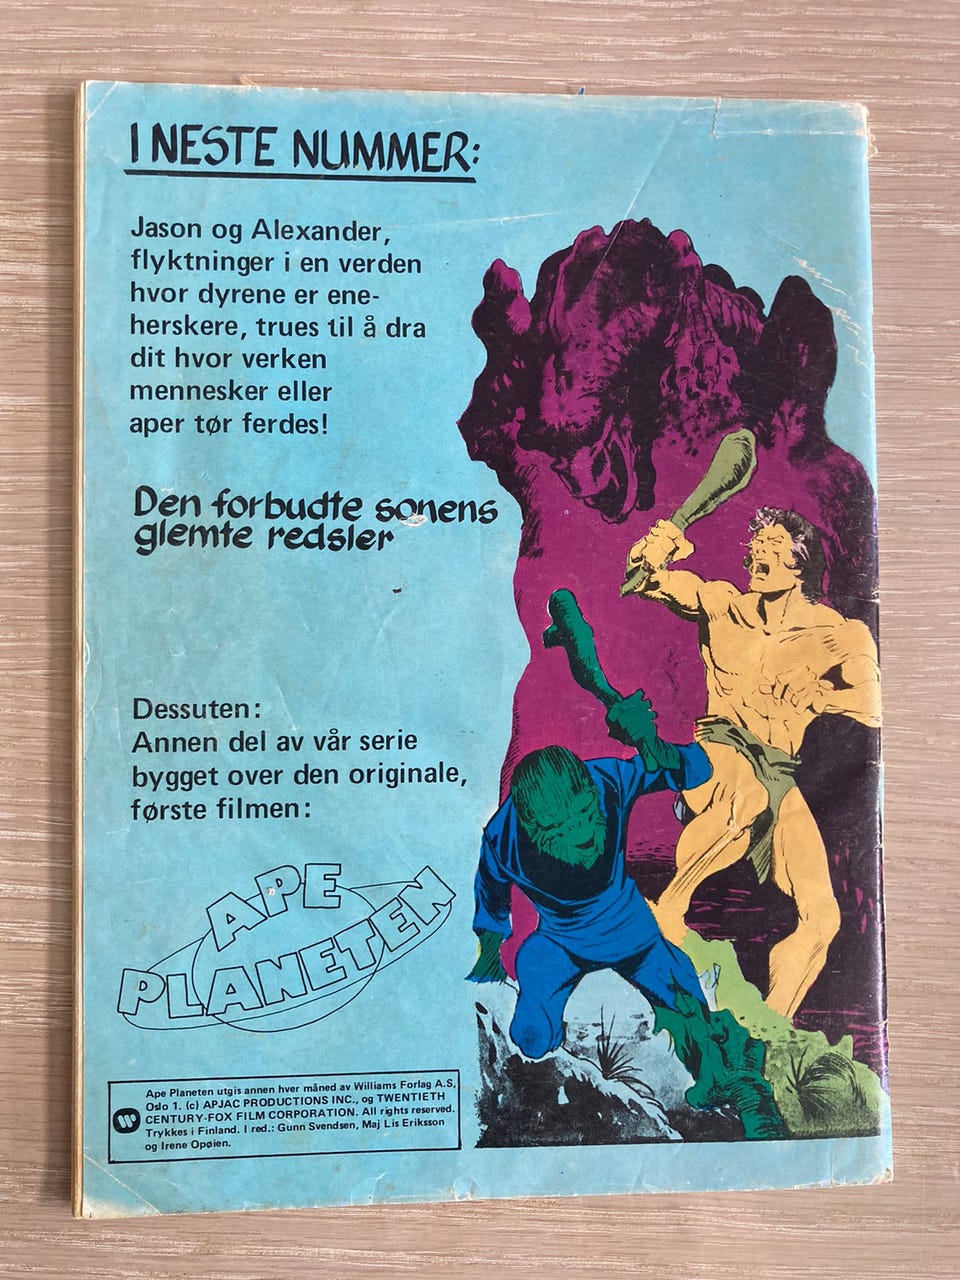 I NESTE NUMMER:
Jason og Alexander,
flyktninger i en verden
hvor dyrene er ene-
herskere, trues til å dra
dit hvor verken
mennesker eller
aper tør ferdes!
Den forbudte sonens
glemte redsler
Dessuten:
Annen del av vår serie
bygget over den originale,
første filmen:
APE
PLANETEN
Ape Planeten utgis annen hver måned av Williams Forlag A.S,
Oslo 1. (c) APJAC PRODUCTIONS INC., og TWENTIETH
CENTURY-FOX FILM CORPORATION. All rights reserved.
Trykkes i Finland. I red.: Gunn Svendsen, Maj Lis Eriksson
og Irene Opøien.